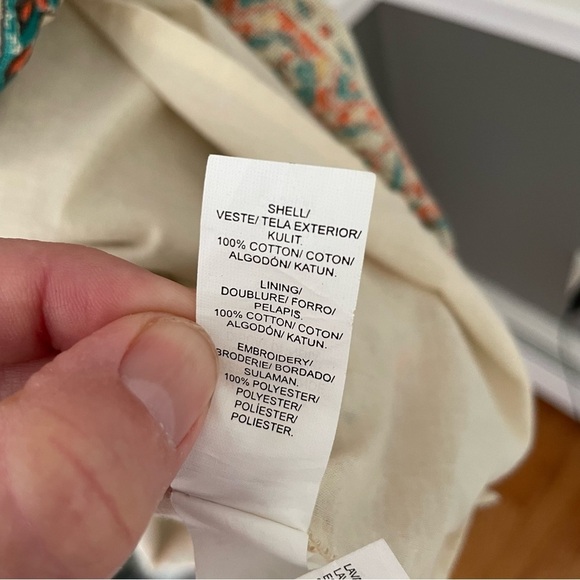 SHELL/
VESTE/ TELA EXTERIOR/
KULIT.
100% COTTON/ COTON/
ALGODÓN/ KATUN.
LINING/
DOUBLURE/ FORRO/
PELAPIS.
100% COTTON/ COTON/
ALGODÓN/ KATUN.
EMBROIDERY/
BRODERIE/ BORDADO/
SULAMAN.
100% POLYESTER/
POLYESTER/
POLÍESTER/
POLIESTER.